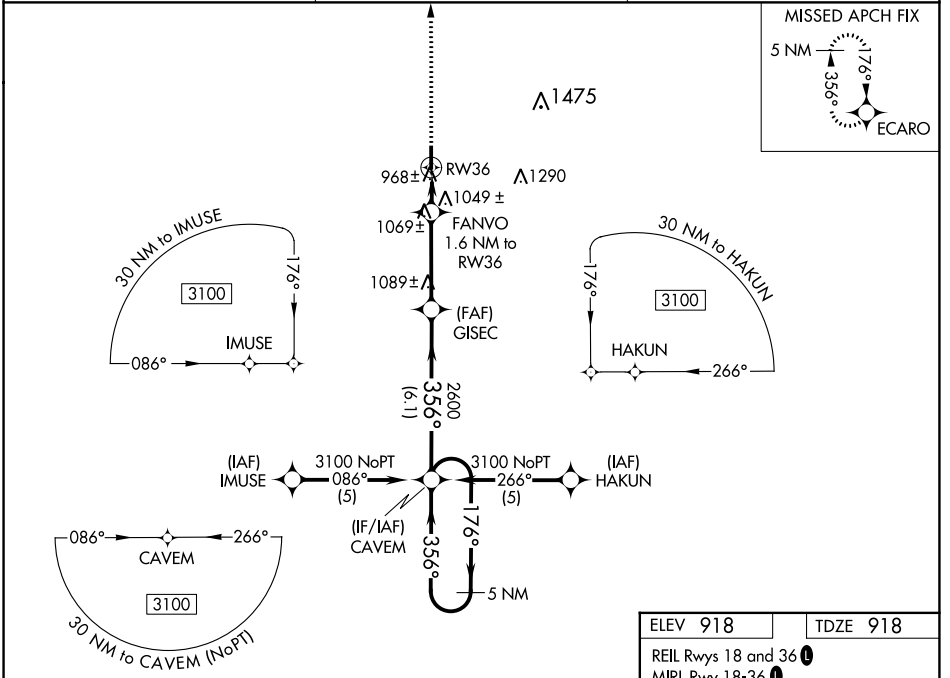 MISSED APCH FIX
5 NM
356°
176°
ECARO
1475
968±
RW36
1290
1049 ±
1069±
FANVO
1.6 NM to
RW36
1089±
(FAF)
GISEC
30 NM to IMUSE
176°
3100
IMUSE
086°
30 NM to HAKUN
176°
3100
HAKUN
266°
356°
(6.1)
2600
(IAF)
IMUSE
3100 NoPT
086°
(5)
3100 NoPT
266°
(5)
(IAF)
HAKUN
(IF/IAF)
CAVEM
356°
176°
5 NM
086°
266°
CAVEM
3100
30 NM to CAVEM (NoPT)
ELEV 918
TDZE 918
REIL Rwys 18 and 36 L
MIRL Rwy 18-36 L